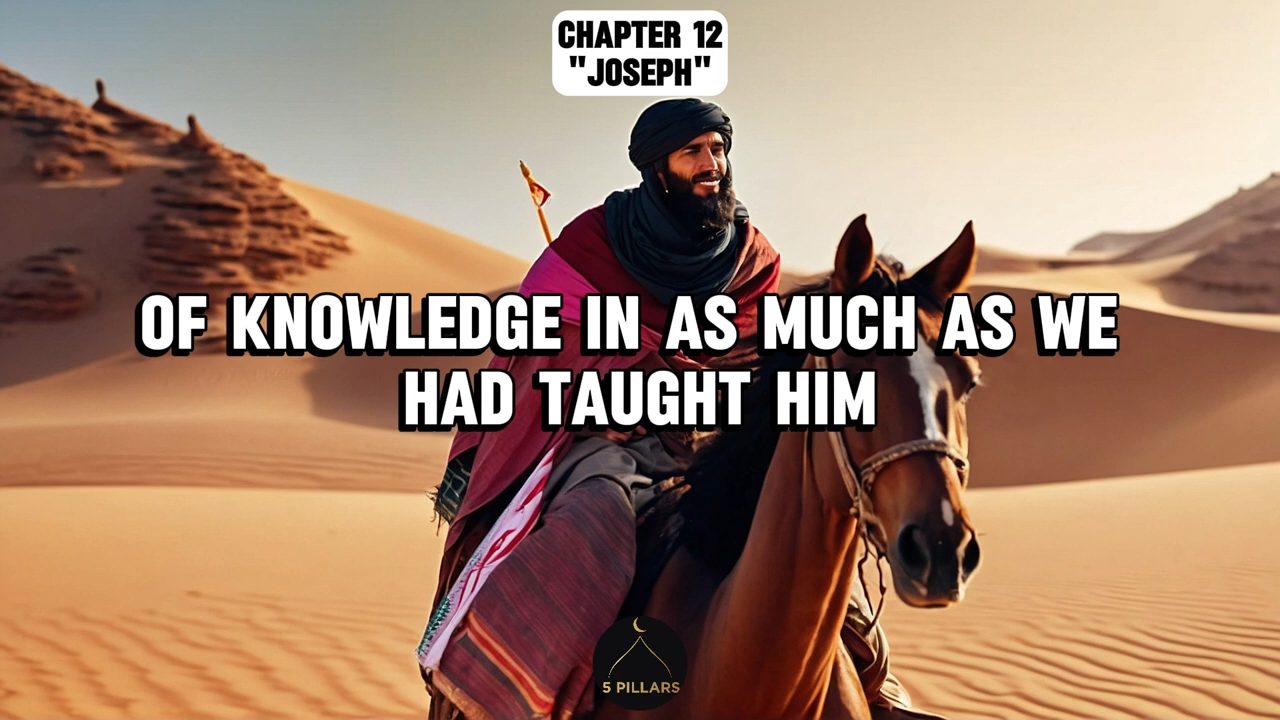 CHAPTER 12
"JOSEPH"
OF KNOWLEDGE IN AS MUCH AS WE
HAD TAUGHT HIM
5 PILLARS